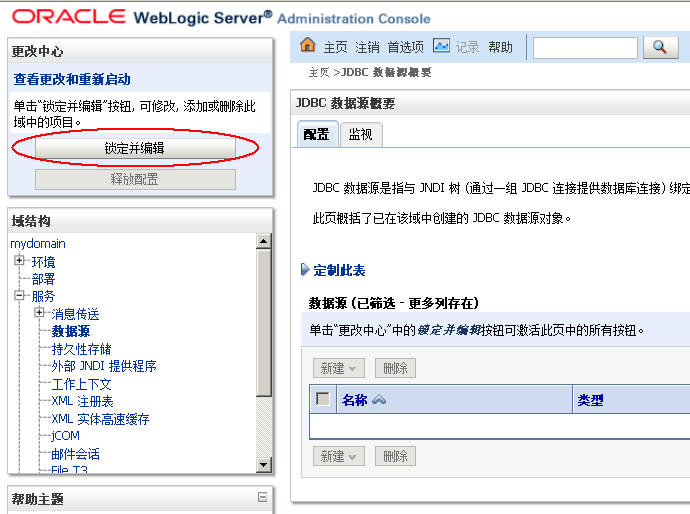 ORACLE WebLogic Server® Administration Console
更改中心
查看更改和重新启动
单击“锁定并编辑”按钮, 可修改, 添加或删除此
域中的项目。
锁定并编辑
释放配置
域结构
mydomain
环境
部署
服务
消息传送
数据源
持久性存储
外部 JNDI 提供程序
工作上下文
XML 注册表
XML 实体高速缓存
jCOM
邮件会话
File T3
帮助主题
主页 注销 首选项 记录 帮助
主页 >JDBC 数据源概要
JDBC 数据源概要
配置 监视
JDBC 数据源是指与 JNDI 树 (通过一组 JDBC 连接提供数据库连接) 绑定
此页概括了已在该域中创建的 JDBC 数据源对象。
定制此表
数据源 (已筛选 - 更多列存在)
单击“更改中心”中的锁定并编辑按钮可激活此页中的所有按钮。
新建 删除
名称 类型
新建 删除